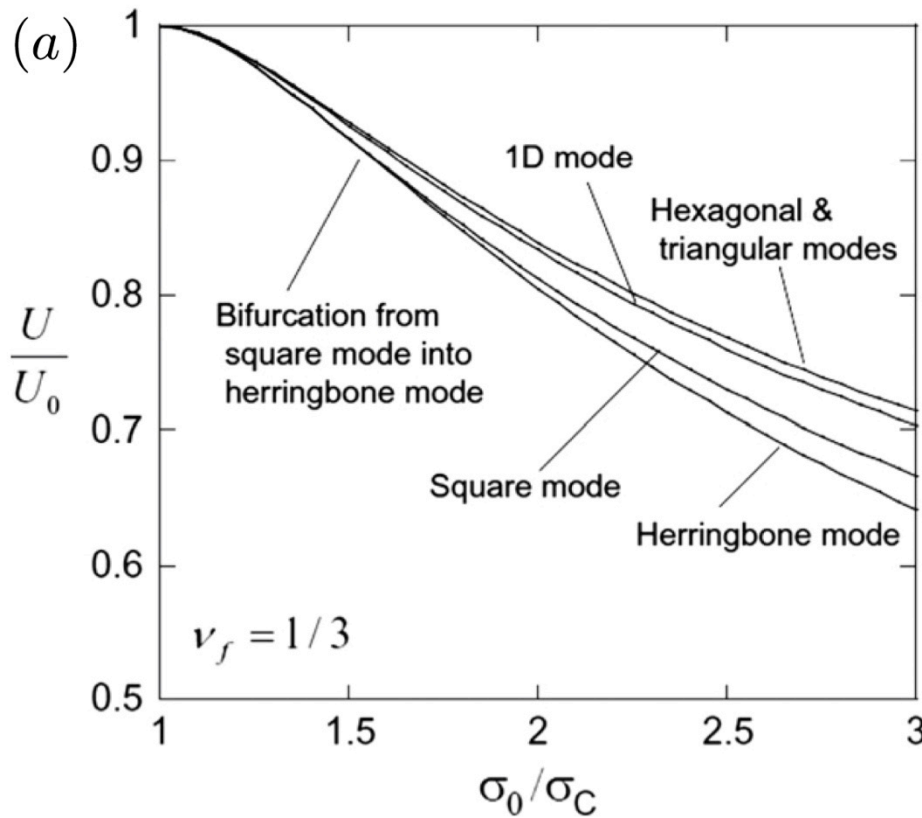 (a)
1
0.9
0.8
0.7
0.6
0.5
U
U₀
1D mode
Hexagonal &
triangular modes
Bifurcation from
square mode into
herringbone mode
Square mode
Herringbone mode
ν_f = 1/3
1 1.5 2 2.5 3
σ₀/σ_C